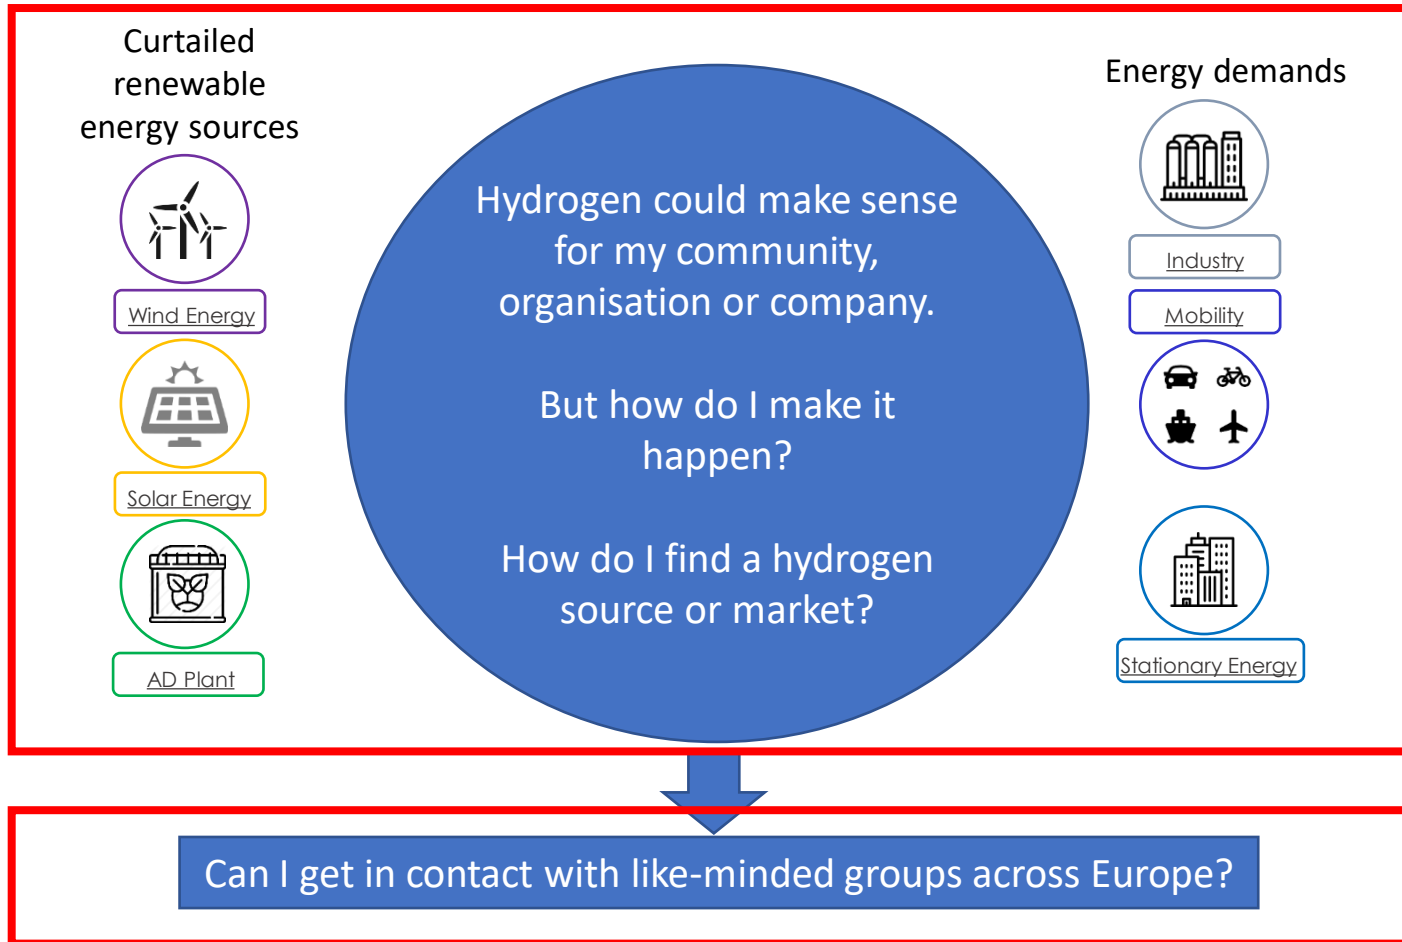 Curtailed
renewable
energy sources
Wind Energy
Solar Energy
AD Plant
Hydrogen could make sense
for my community,
organisation or company.
But how do I make it
happen?
How do I find a hydrogen
source or market?
Energy demands
Industry
Mobility
Stationary Energy
Can I get in contact with like-minded groups across Europe?